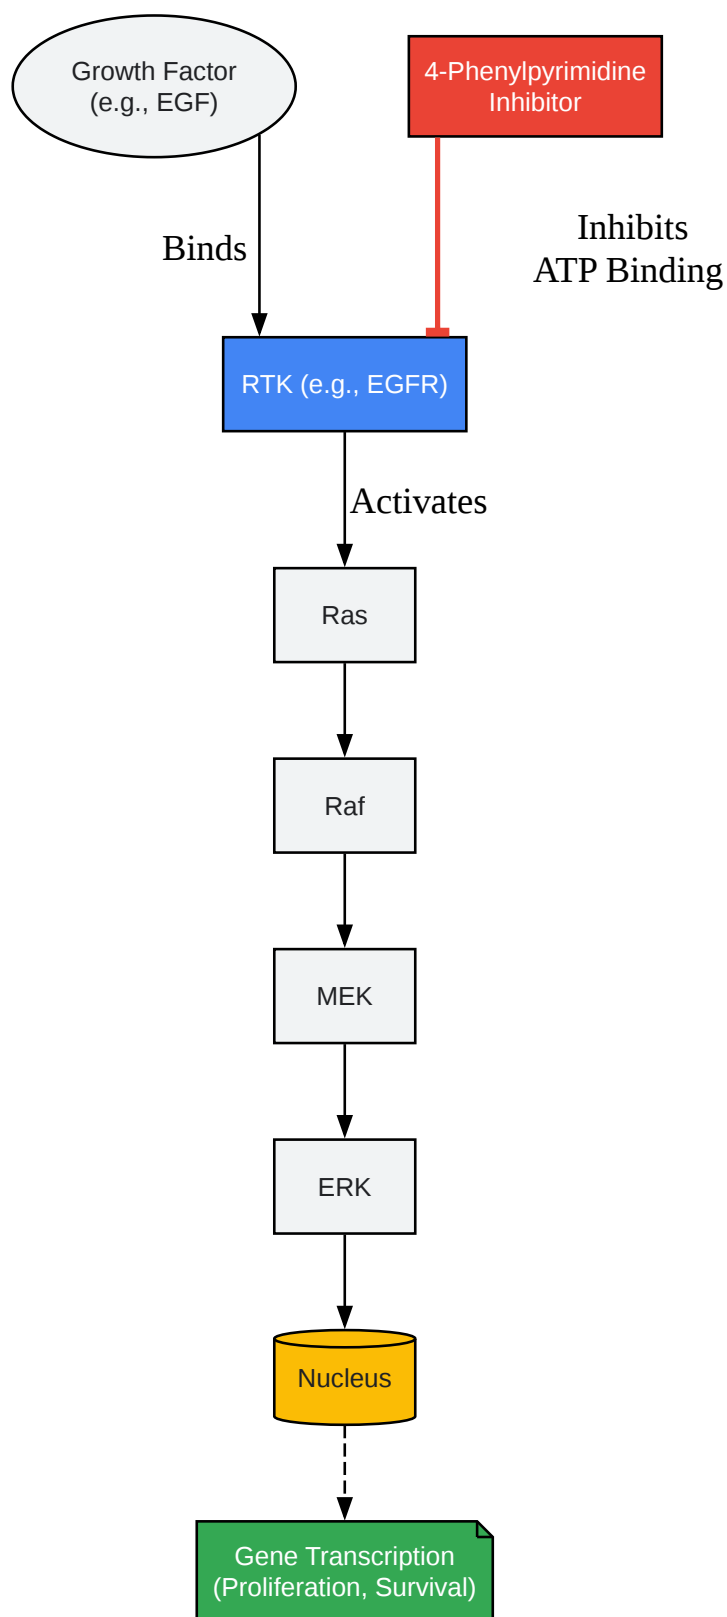 Growth Factor
(e.g., EGF)
4-Phenylpyrimidine
Inhibitor
Binds
Inhibits
ATP Binding
RTK (e.g., EGFR)
Activates
Ras
Raf
MEK
ERK
Nucleus
Gene Transcription
(Proliferation, Survival)